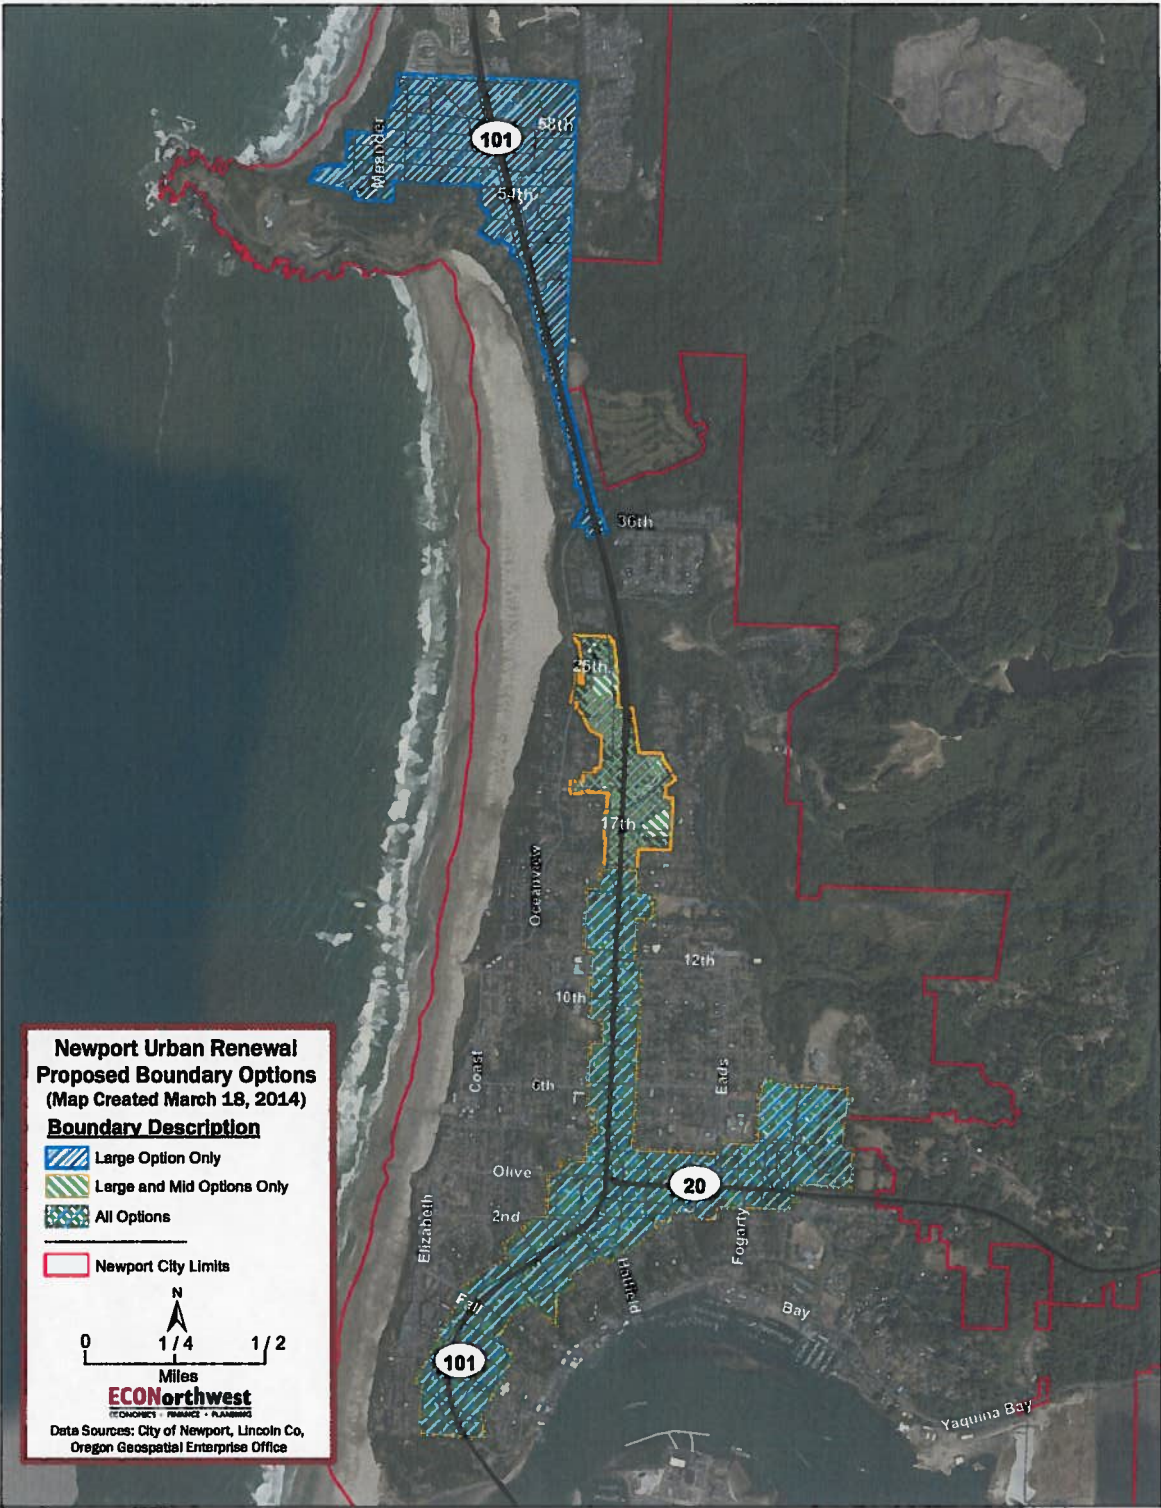 101
58th
Meander
54th
36th
25th
17th
Oceanview
12th
10th
Coast
6th
Eads
Olive
20
Elizabeth
2nd
Fogarty
Hatfield
Fall
Bay
101
Yaquina Bay
Newport Urban Renewal
Proposed Boundary Options
(Map Created March 18, 2014)
Boundary Description
Large Option Only
Large and Mid Options Only
All Options
Newport City Limits
N
0 1/4 1/2
Miles
ECONorthwest
ECONOMICS • FINANCE • PLANNING
Data Sources: City of Newport, Lincoln Co,
Oregon Geospatial Enterprise Office